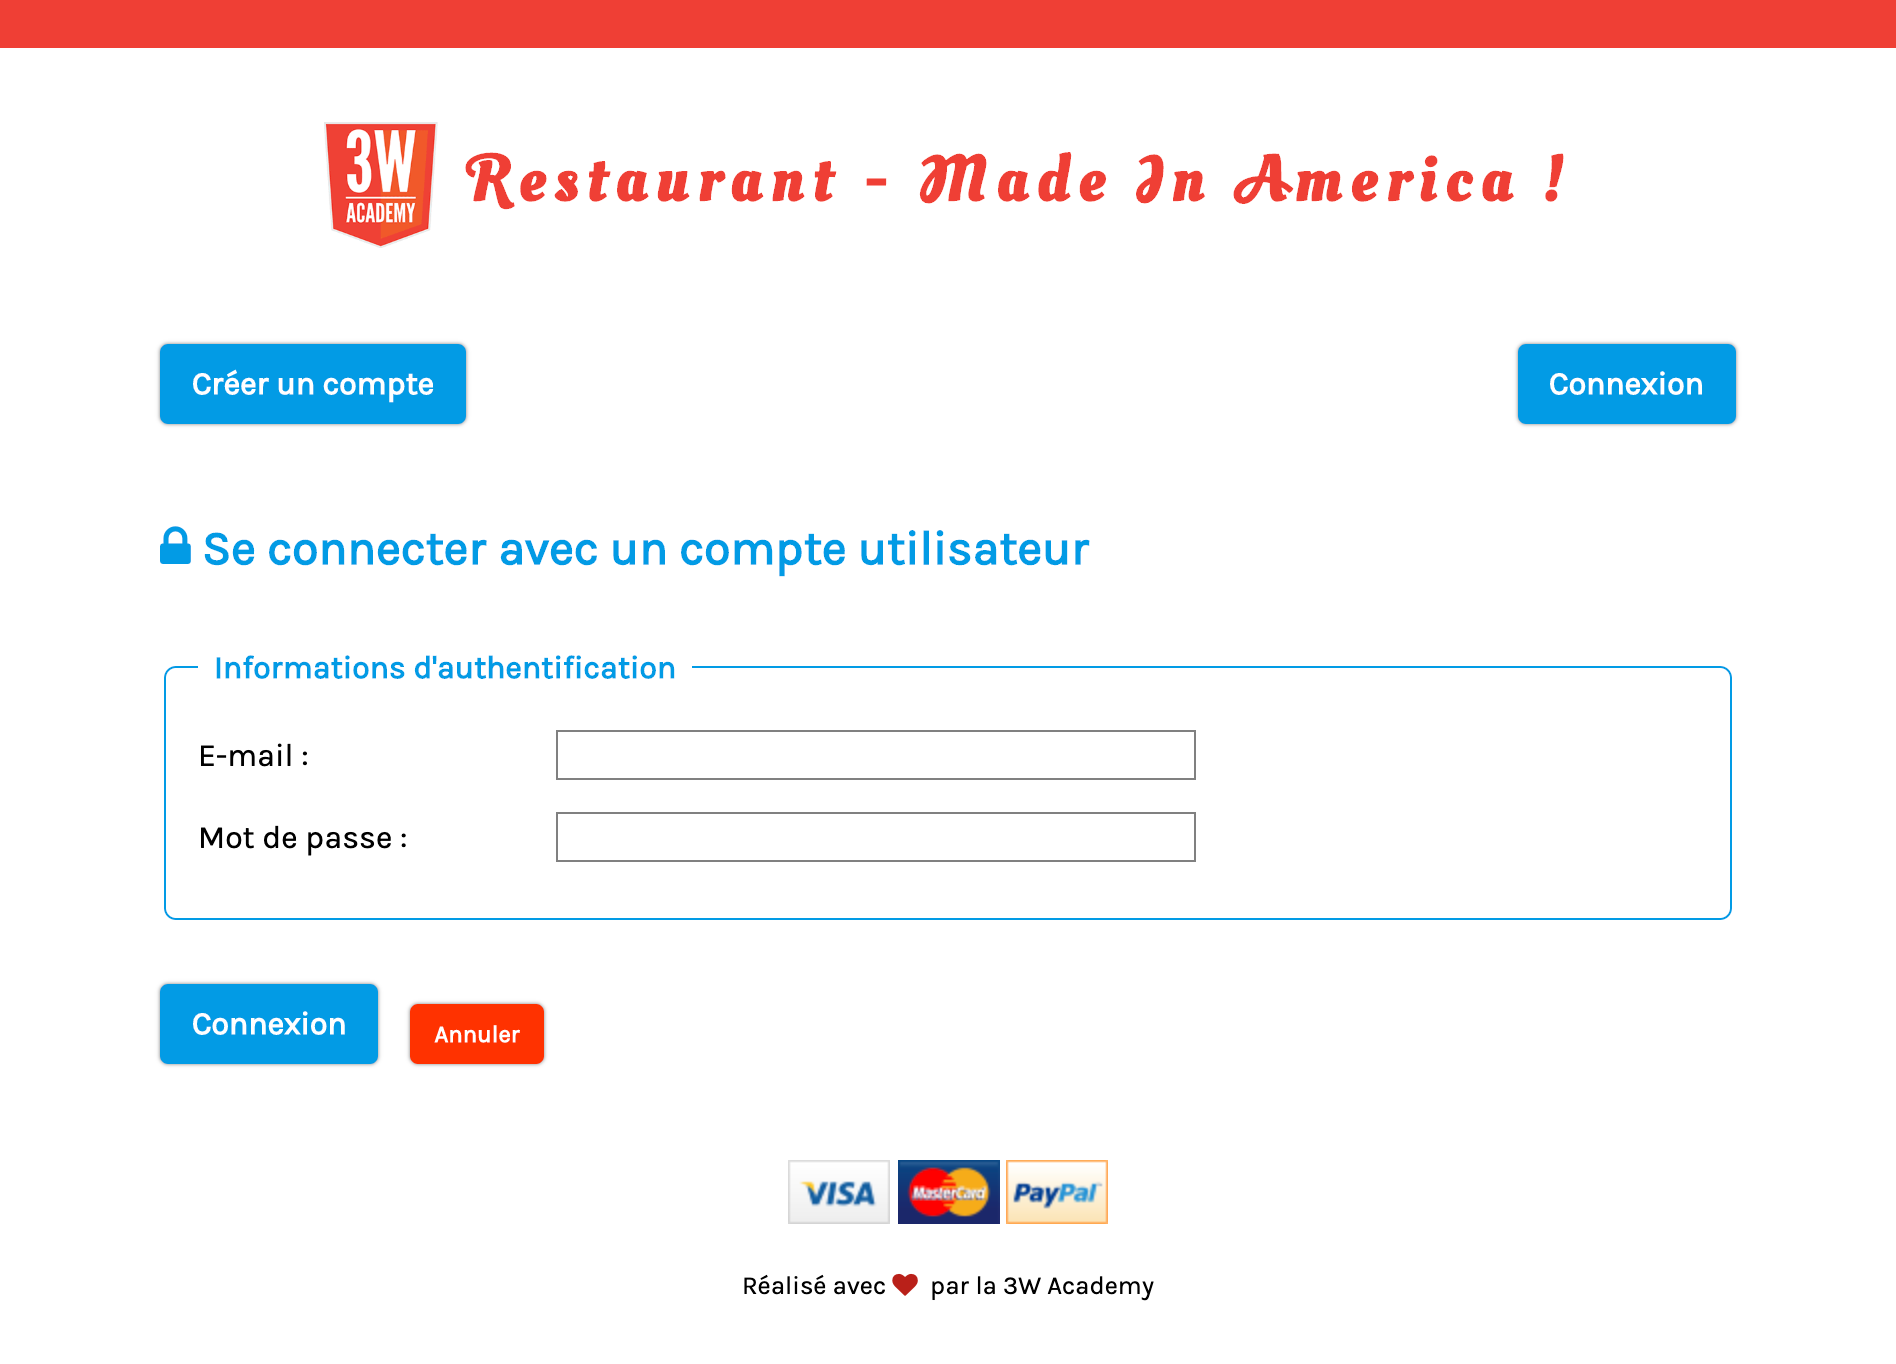 3W
ACADEMY
Restaurant - Made In America !
Créer un compte
Connexion
Se connecter avec un compte utilisateur
Informations d'authentification
E-mail :
Mot de passe :
Connexion
Annuler
VISA
MasterCard
PayPal
Réalisé avec par la 3W Academy